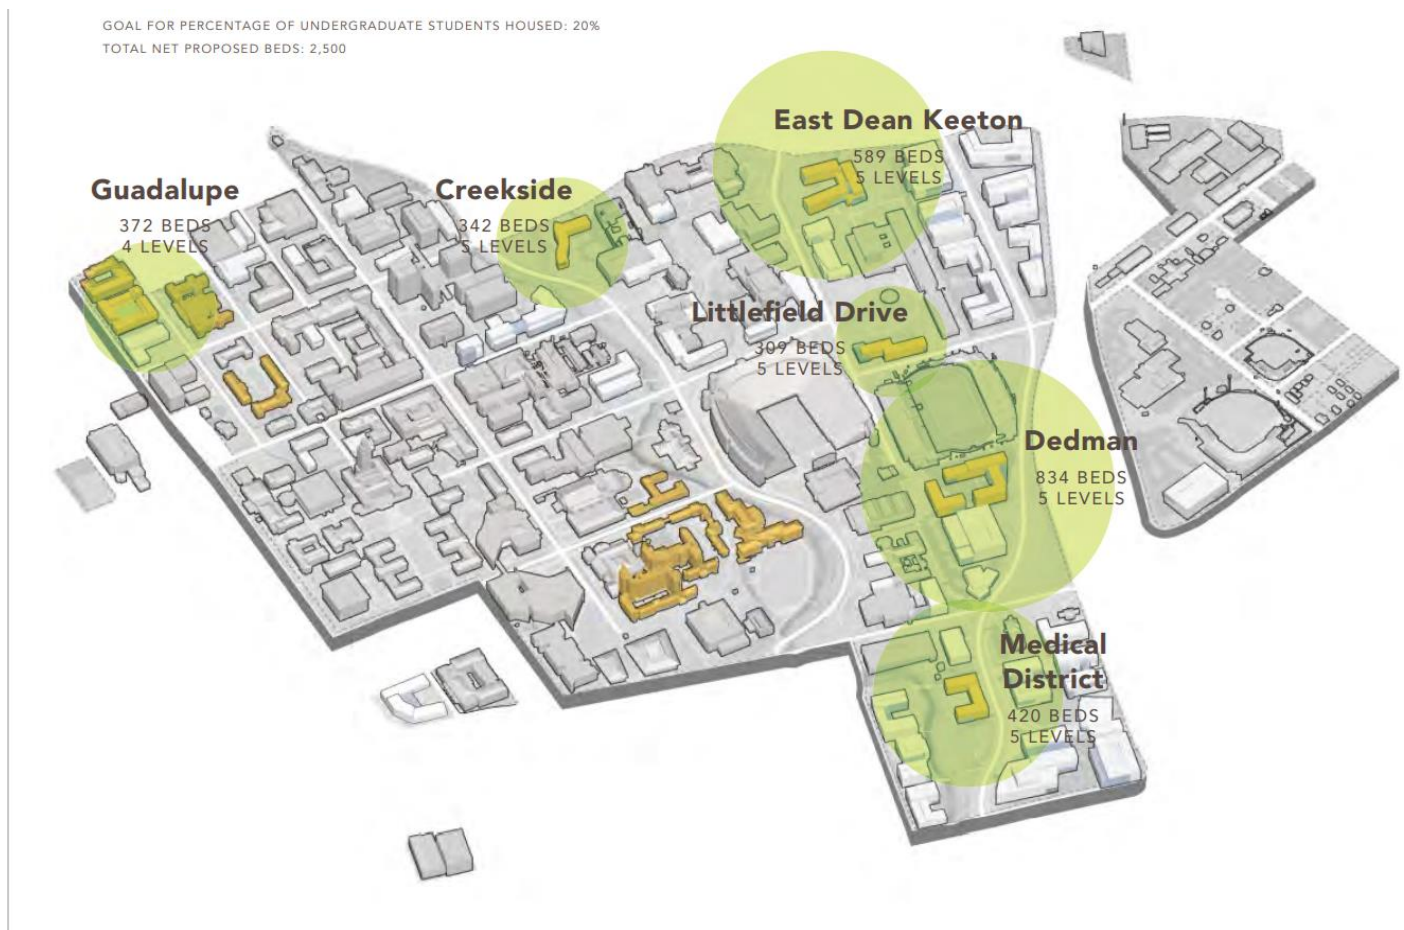 GOAL FOR PERCENTAGE OF UNDERGRADUATE STUDENTS HOUSED: 20%
TOTAL NET PROPOSED BEDS: 2,500
East Dean Keeton
589 BEDS
5 LEVELS
Guadalupe
372 BEDS
4 LEVELS
Creekside
342 BEDS
5 LEVELS
Littlefield Drive
309 BEDS
5 LEVELS
Dedman
834 BEDS
5 LEVELS
Medical
District
420 BEDS
5 LEVELS